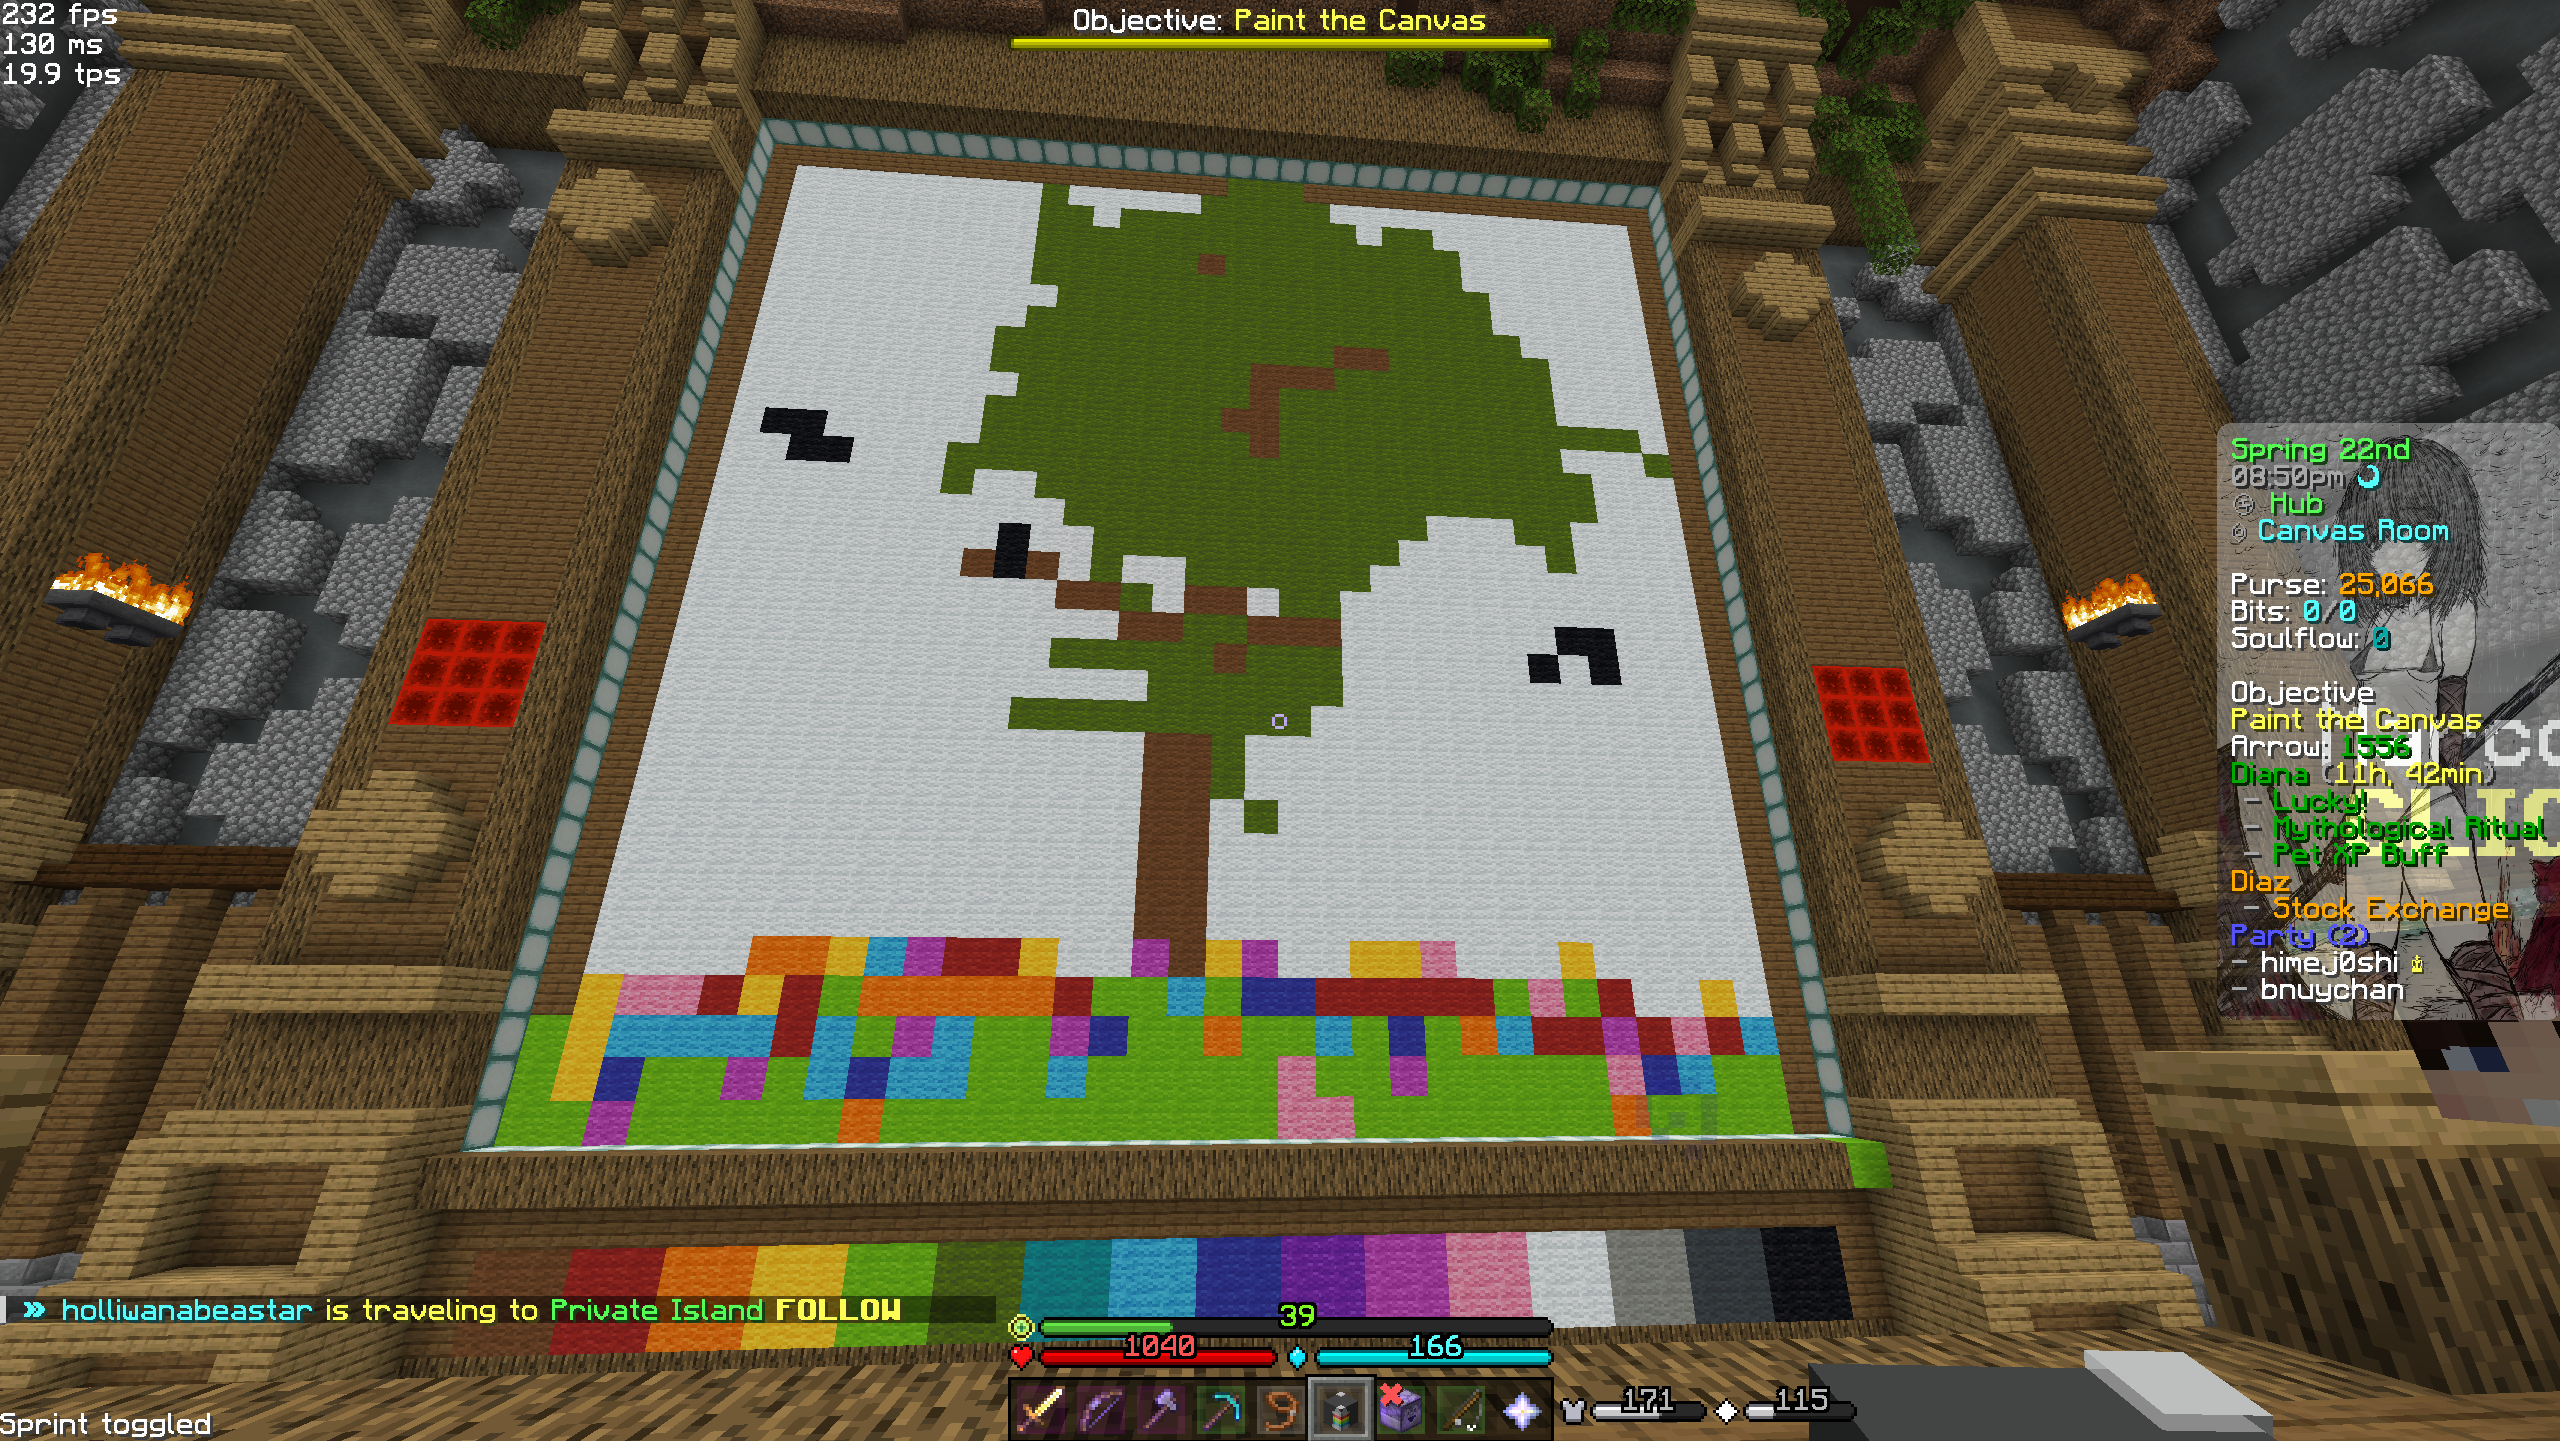 232 fps
130 ms
19.9 tps
Objective: Paint the Canvas
Spring 22nd
08:50pm
Hub
Canvas Room
Purse: 25,066
Bits: 0/0
Soulflow: 0
Objective
Paint the Canvas
Arrow: 1556
Diana (11h, 42min)
- Lucky!
- Mythological Ritual
- Pet XP Buff
Diaz
- Stock Exchange
Party (2)
- himej0shi
- bnuychan
» holliwanabeastar is traveling to Private Island FOLLOW
39
1040
166
171
115
Sprint toggled